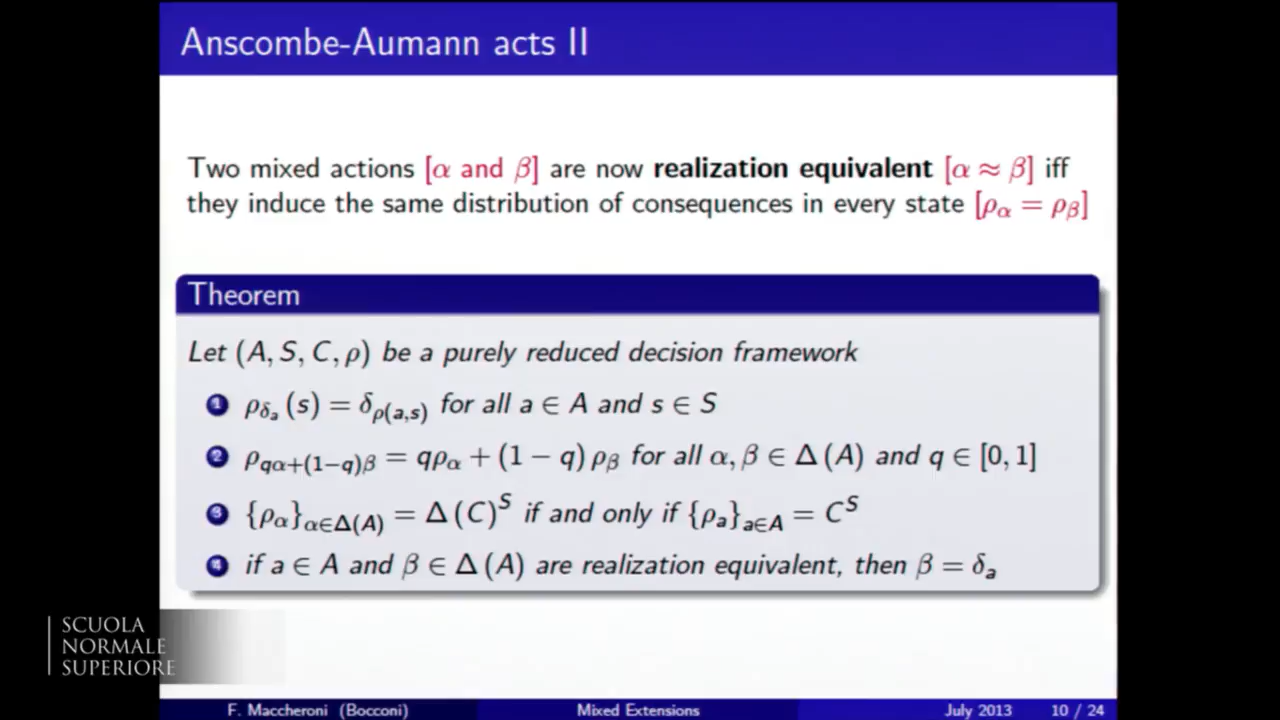 Anscombe-Aumann acts II
Two mixed actions [α and β] are now realization equivalent [α ≈ β] iff
they induce the same distribution of consequences in every state [ρ_α = ρ_β]
Theorem
Let (A, S, C, ρ) be a purely reduced decision framework
1 ρ_{δ_a} (s) = δ_{ρ(a,s)} for all a ∈ A and s ∈ S
2 ρ_{qα+(1−q)β} = qρ_α + (1 − q) ρ_β for all α, β ∈ Δ (A) and q ∈ [0, 1]
3 {ρ_α}_{α∈Δ(A)} = Δ (C)^S if and only if {ρ_a}_{a∈A} = C^S
4 if a ∈ A and β ∈ Δ (A) are realization equivalent, then β = δ_a
SCUOLA
NORMALE
SUPERIORE
F. Maccheroni (Bocconi) Mixed Extensions July 2013 10 / 24